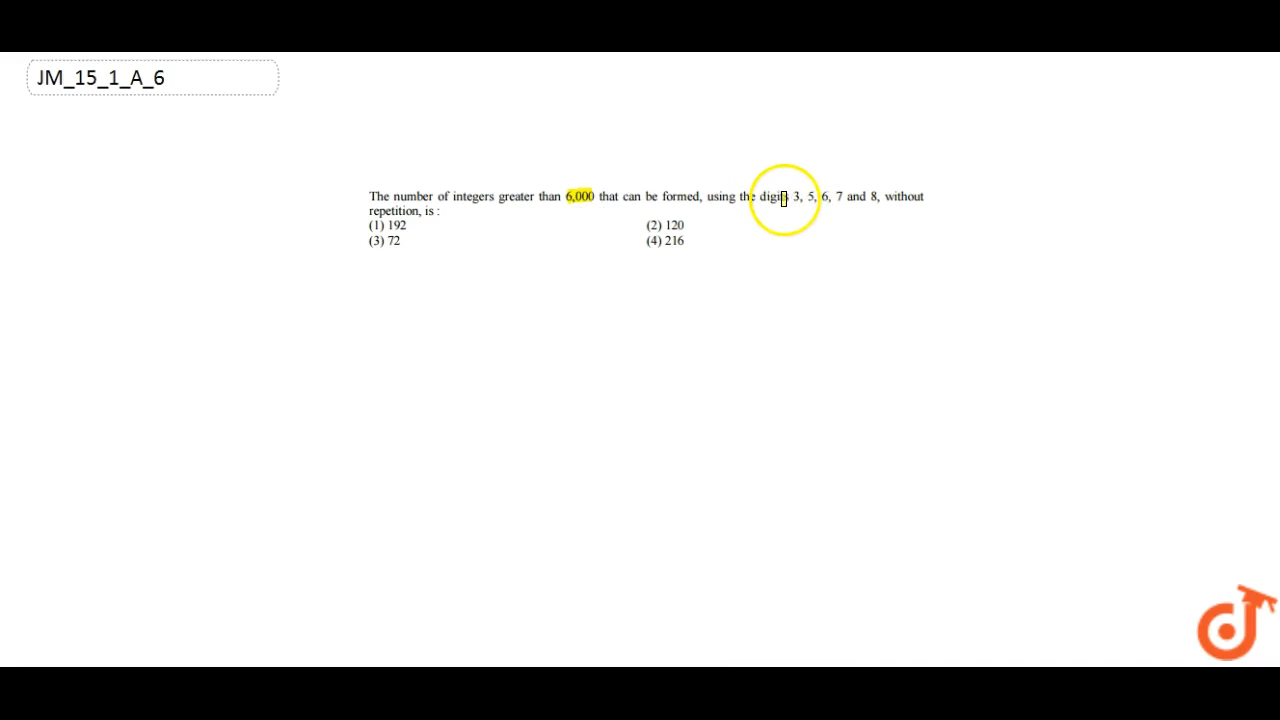 JM_15_1_A_6
The number of integers greater than 6,000 that can be formed, using the digits 3, 5, 6, 7 and 8, without
repetition, is :
(1) 192 (2) 120
(3) 72 (4) 216